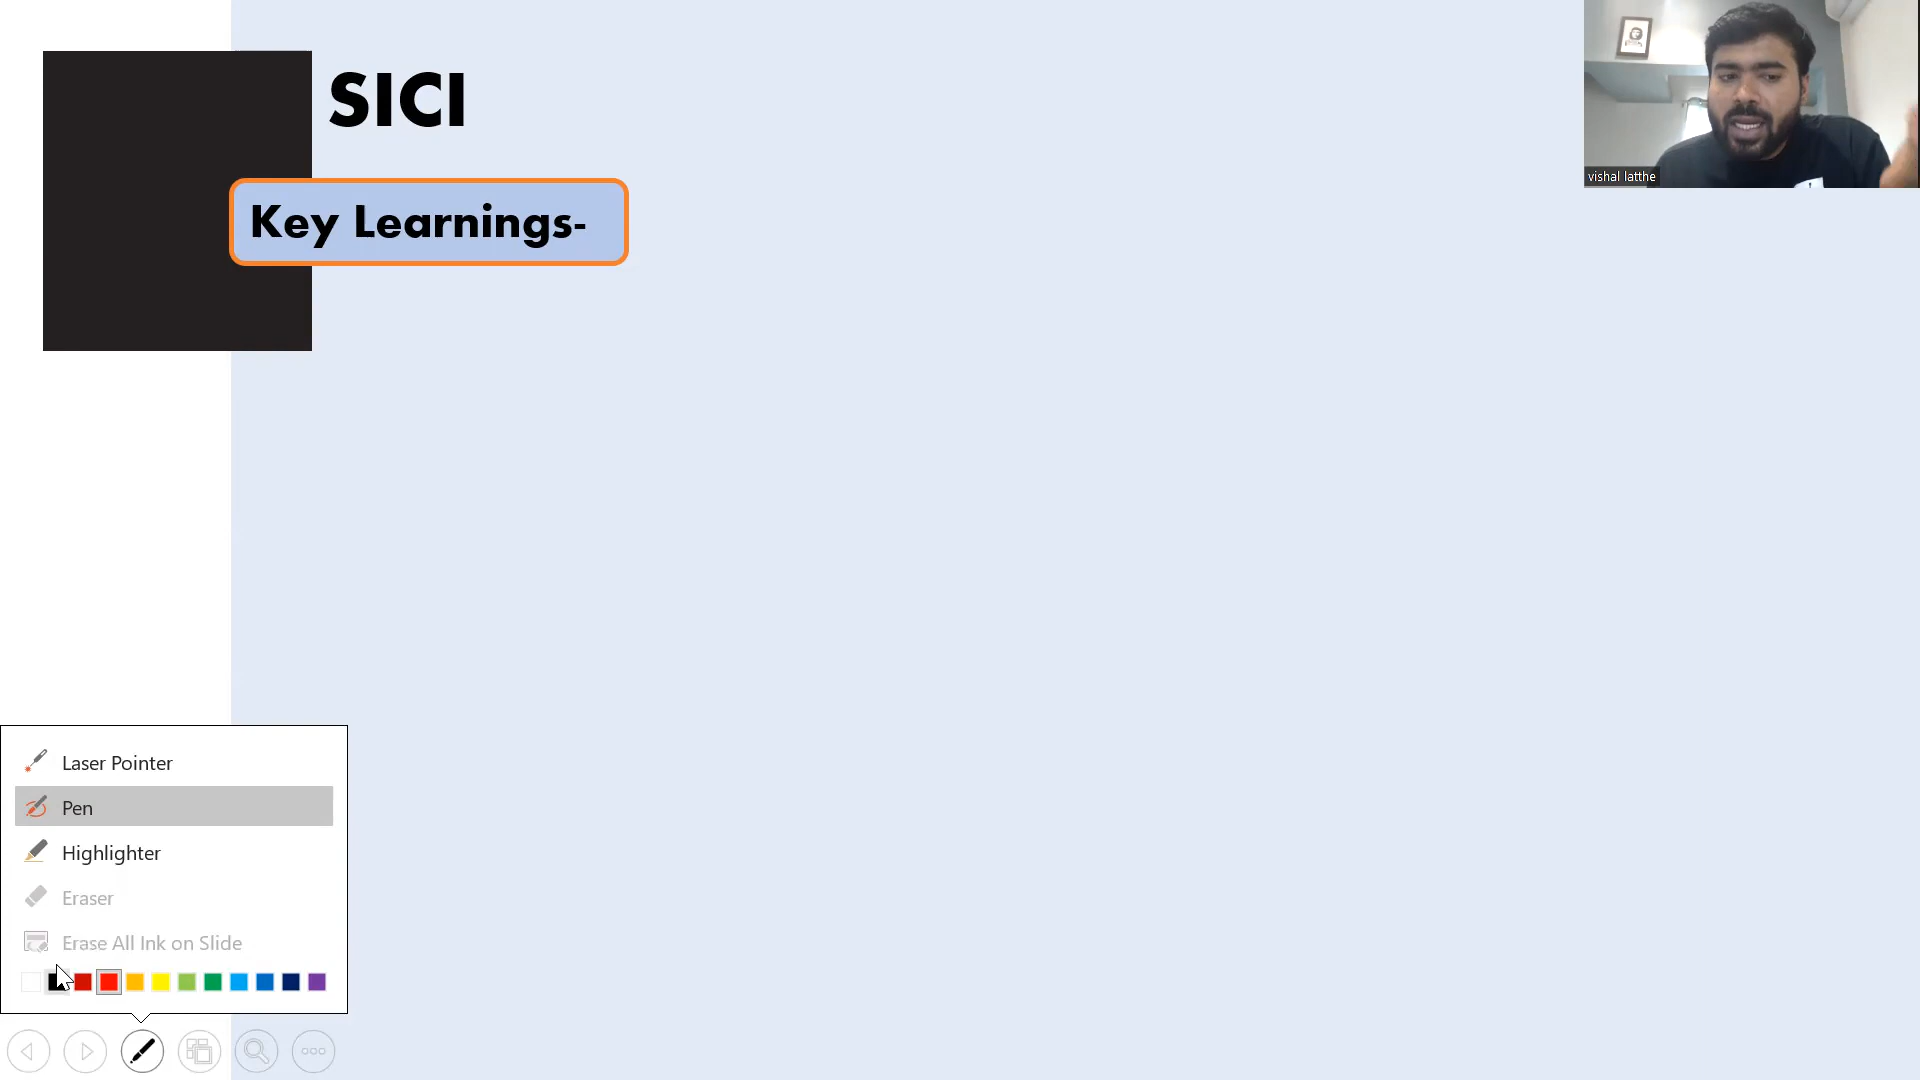 SICI
vishal latthe
Key Learnings-
Laser Pointer
Pen
Highlighter
Eraser
Erase All Ink on Slide